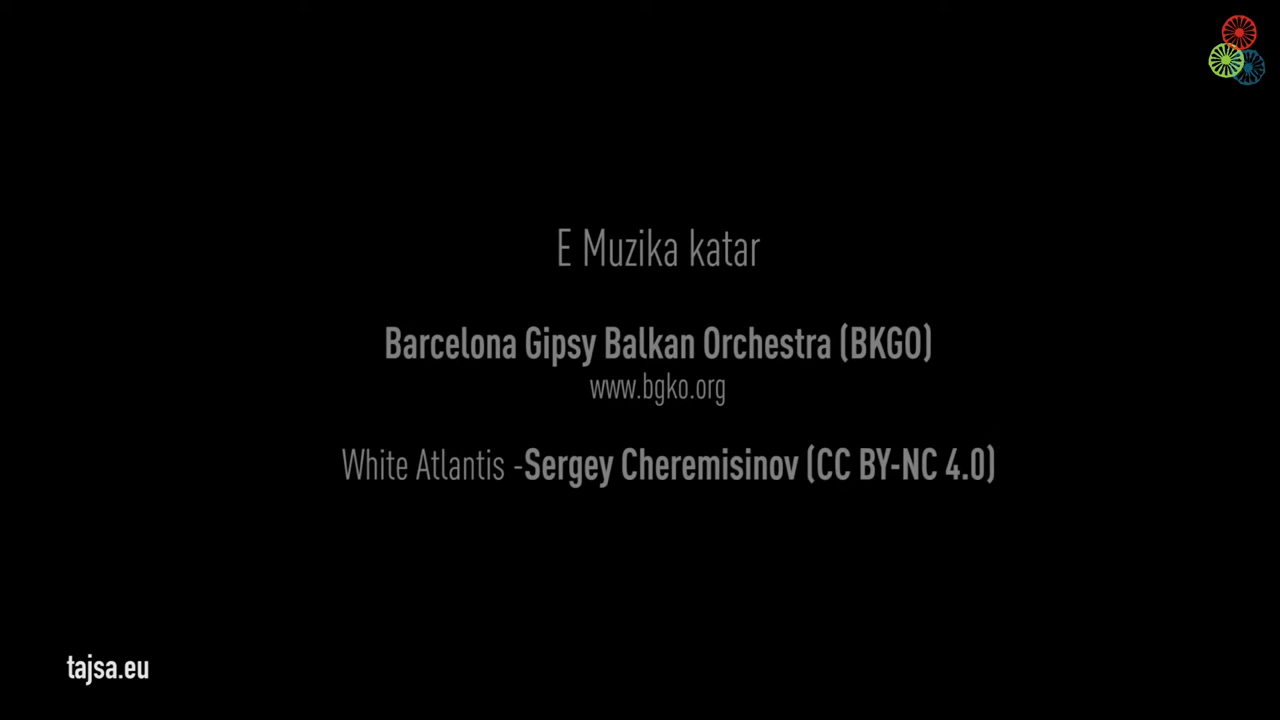 E Muzika katar
Barcelona Gipsy Balkan Orchestra (BKGO)
www.bgko.org
White Atlantis -Sergey Cheremisinov (CC BY-NC 4.0)
tajsa.eu